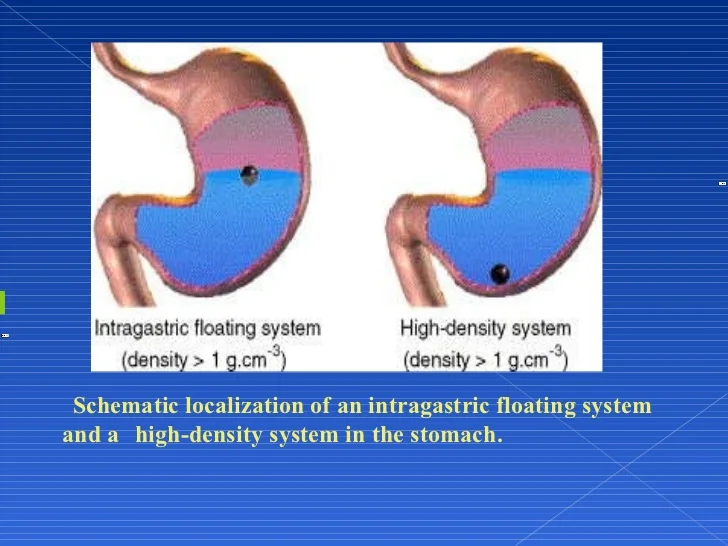 Intragastric floating system
(density > 1 g.cm⁻³)
High-density system
(density > 1 g.cm⁻³)
Schematic localization of an intragastric floating system
and a high-density system in the stomach.